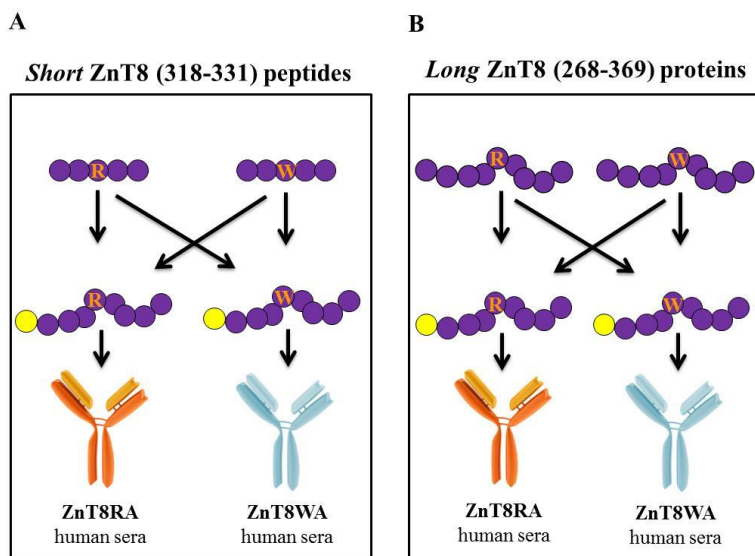 A
Short ZnT8 (318-331) peptides
R
W
R
W
ZnT8RA
human sera
ZnT8WA
human sera
B
Long ZnT8 (268-369) proteins
R
W
R
W
ZnT8RA
human sera
ZnT8WA
human sera